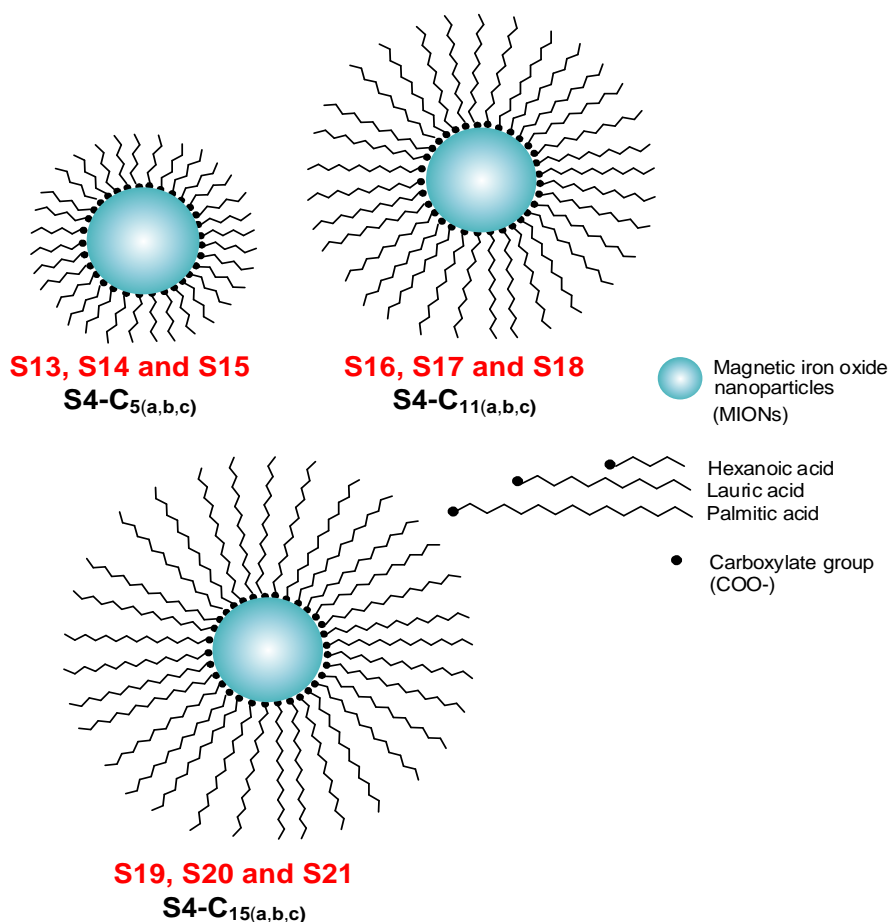 S13, S14 and S15
S4-C5(a,b,c)
S16, S17 and S18
S4-C11(a,b,c)
Magnetic iron oxide
nanoparticles
(MIONs)
Hexanoic acid
Lauric acid
Palmitic acid
Carboxylate group
(COO-)
S19, S20 and S21
S4-C15(a,b,c)